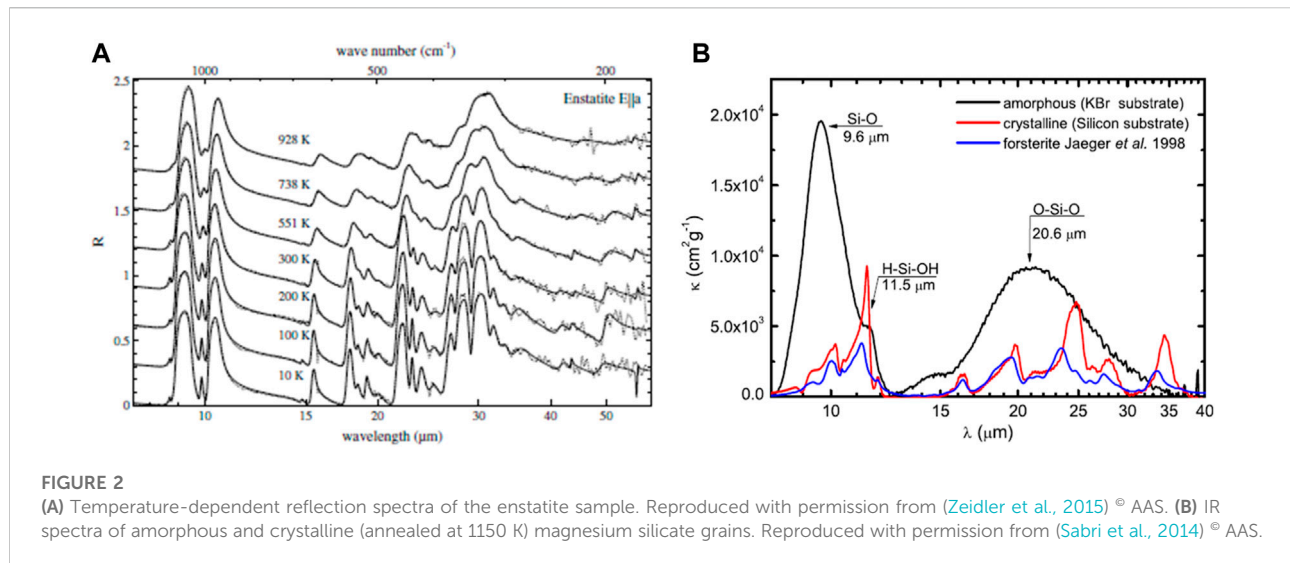 A
wave number (cm⁻¹)
1000 500 200
2.5
2
1.5
1
0.5
0
R
Enstatite E||a
928 K
738 K
551 K
300 K
200 K
100 K
10 K
10 15 20 30 40 50
wavelength (µm)
B
amorphous (KBr substrate)
crystalline (Silicon substrate)
forsterite Jaeger et al. 1998
Si-O
9.6 µm
H-Si-OH
11.5 µm
O-Si-O
20.6 µm
2.0x10⁴
1.5x10⁴
1.0x10⁴
5.0x10³
0.0
κ (cm²g⁻¹)
10 15 20 25 30 35 40
λ (µm)
FIGURE 2
(A) Temperature-dependent reflection spectra of the enstatite sample. Reproduced with permission from (Zeidler et al., 2015) © AAS. (B) IR
spectra of amorphous and crystalline (annealed at 1150 K) magnesium silicate grains. Reproduced with permission from (Sabri et al., 2014) © AAS.